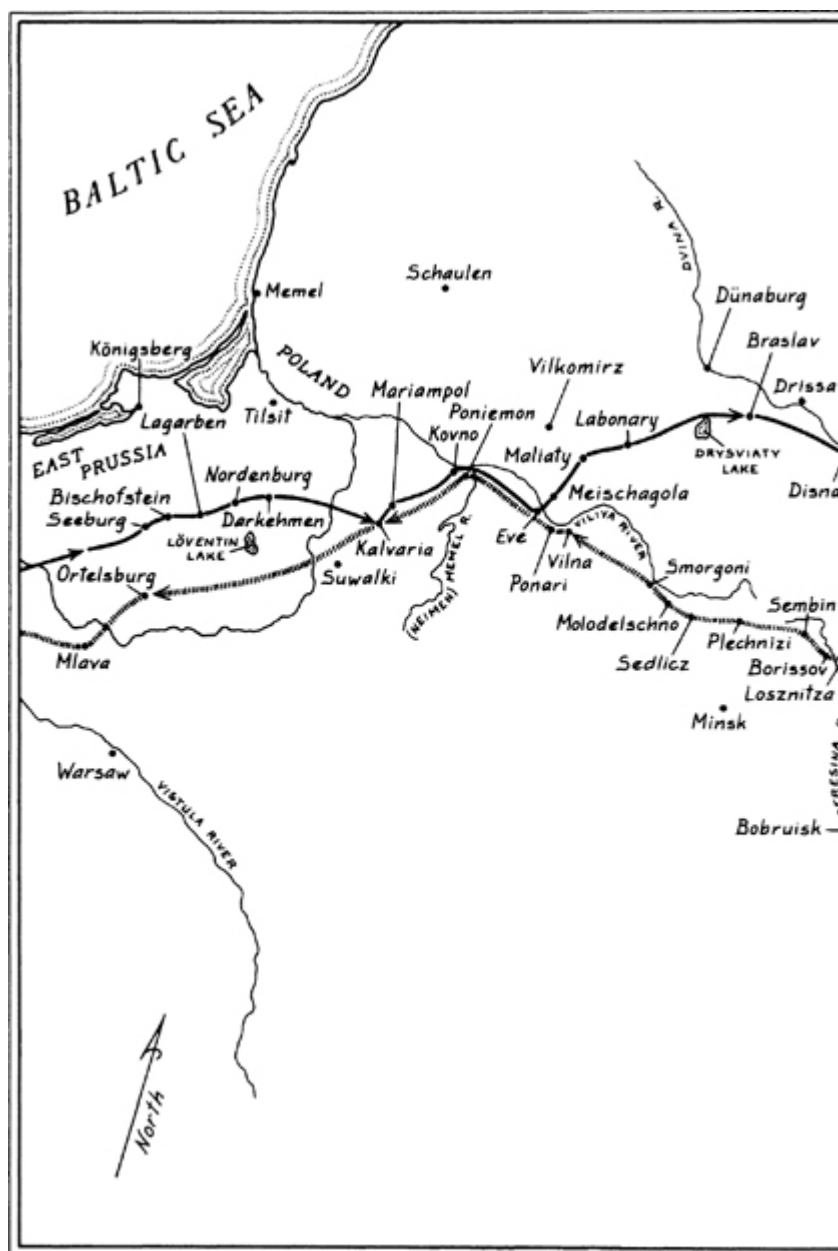 BALTIC SEA
DVINA R.
Schaulen
Memel
Dünaburg
Königsberg
POLAND
Braslav
Mariampol
Vilkomirz
Drissa
Lagarben
Tilsit
Poniemon
Labonary
Kovno
EAST PRUSSIA
Maliaty
DRYSVIATY
LAKE
Nordenburg
Bischofstein
Meischagola
Disna
Seeburg
Darkehmen
Evé
LÖVENTIN
LAKE
Kalvaria
VILIYA RIVER
Vilna
Ortelsburg
Suwalki
Ponari
Smorgoni
(NEIMEN) MEMEL R.
Molodelschno
Sembin
Plechnizi
Mlava
Sedlicz
Borissov
Losznitza
Minsk
Warsaw
VISTULA RIVER
Bobruisk
North